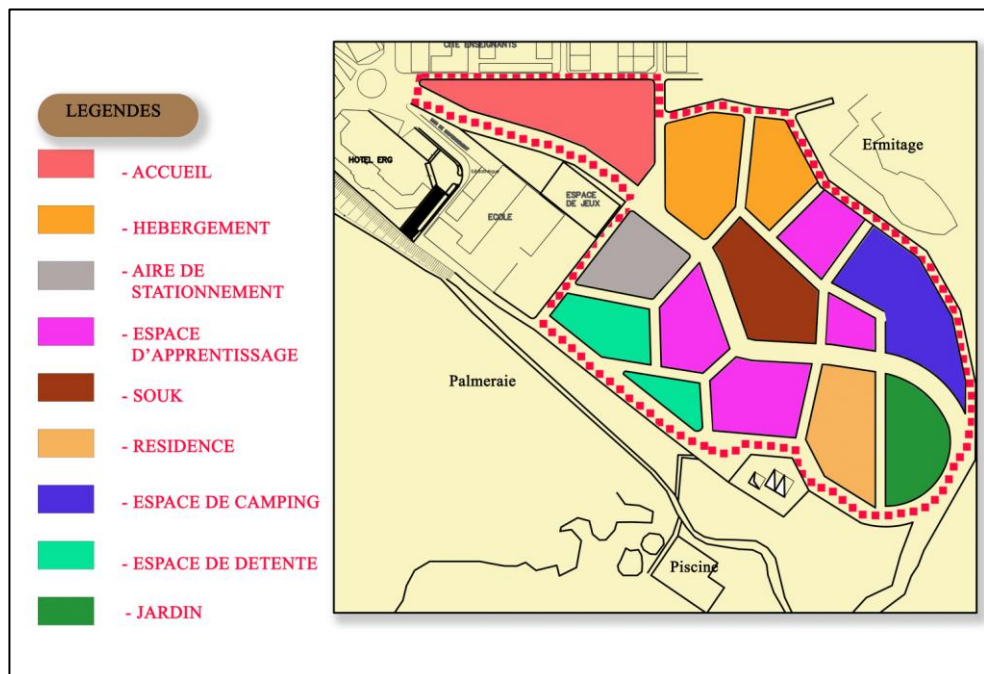 LEGENDES
- ACCUEIL
- HEBERGEMENT
- AIRE DE
STATIONNEMENT
- ESPACE
D'APPRENTISSAGE
- SOUK
- RESIDENCE
- ESPACE DE CAMPING
- ESPACE DE DETENTE
- JARDIN
CITE ENSEIGNANTS
Ermitage
HOTEL ERG
ESPACE
DE JEUX
ECOLE
Palmeraie
Piscine